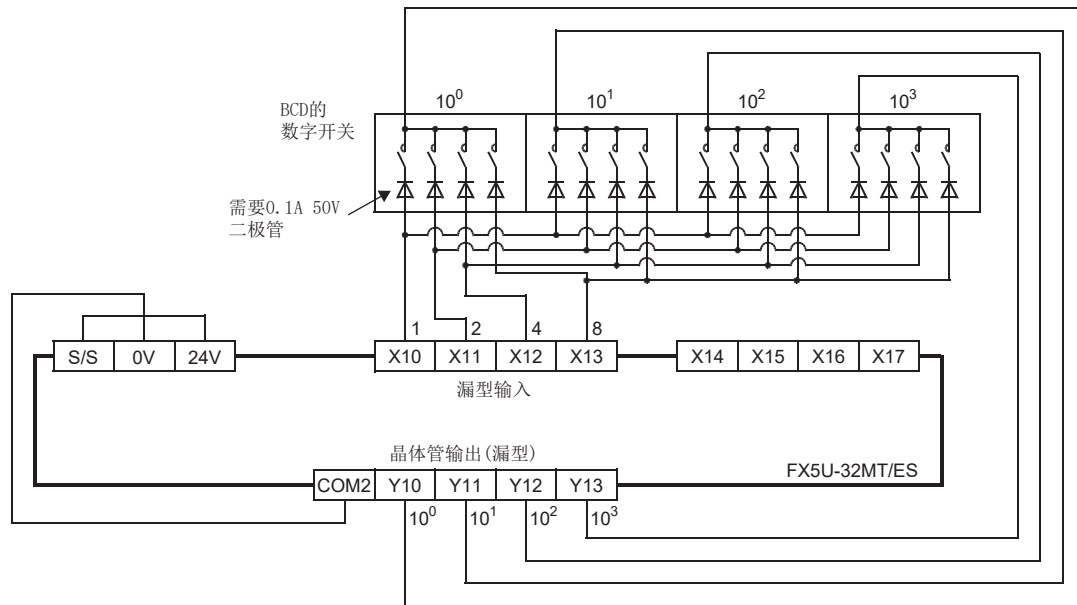 10⁰ 10¹ 10² 10³
BCD的
数字开关
需要0.1A 50V
二极管
1 2 4 8
S/S 0V 24V X10 X11 X12 X13 X14 X15 X16 X17
漏型输入
晶体管输出(漏型)
FX5U-32MT/ES
COM2 Y10 Y11 Y12 Y13
10⁰ 10¹ 10² 10³